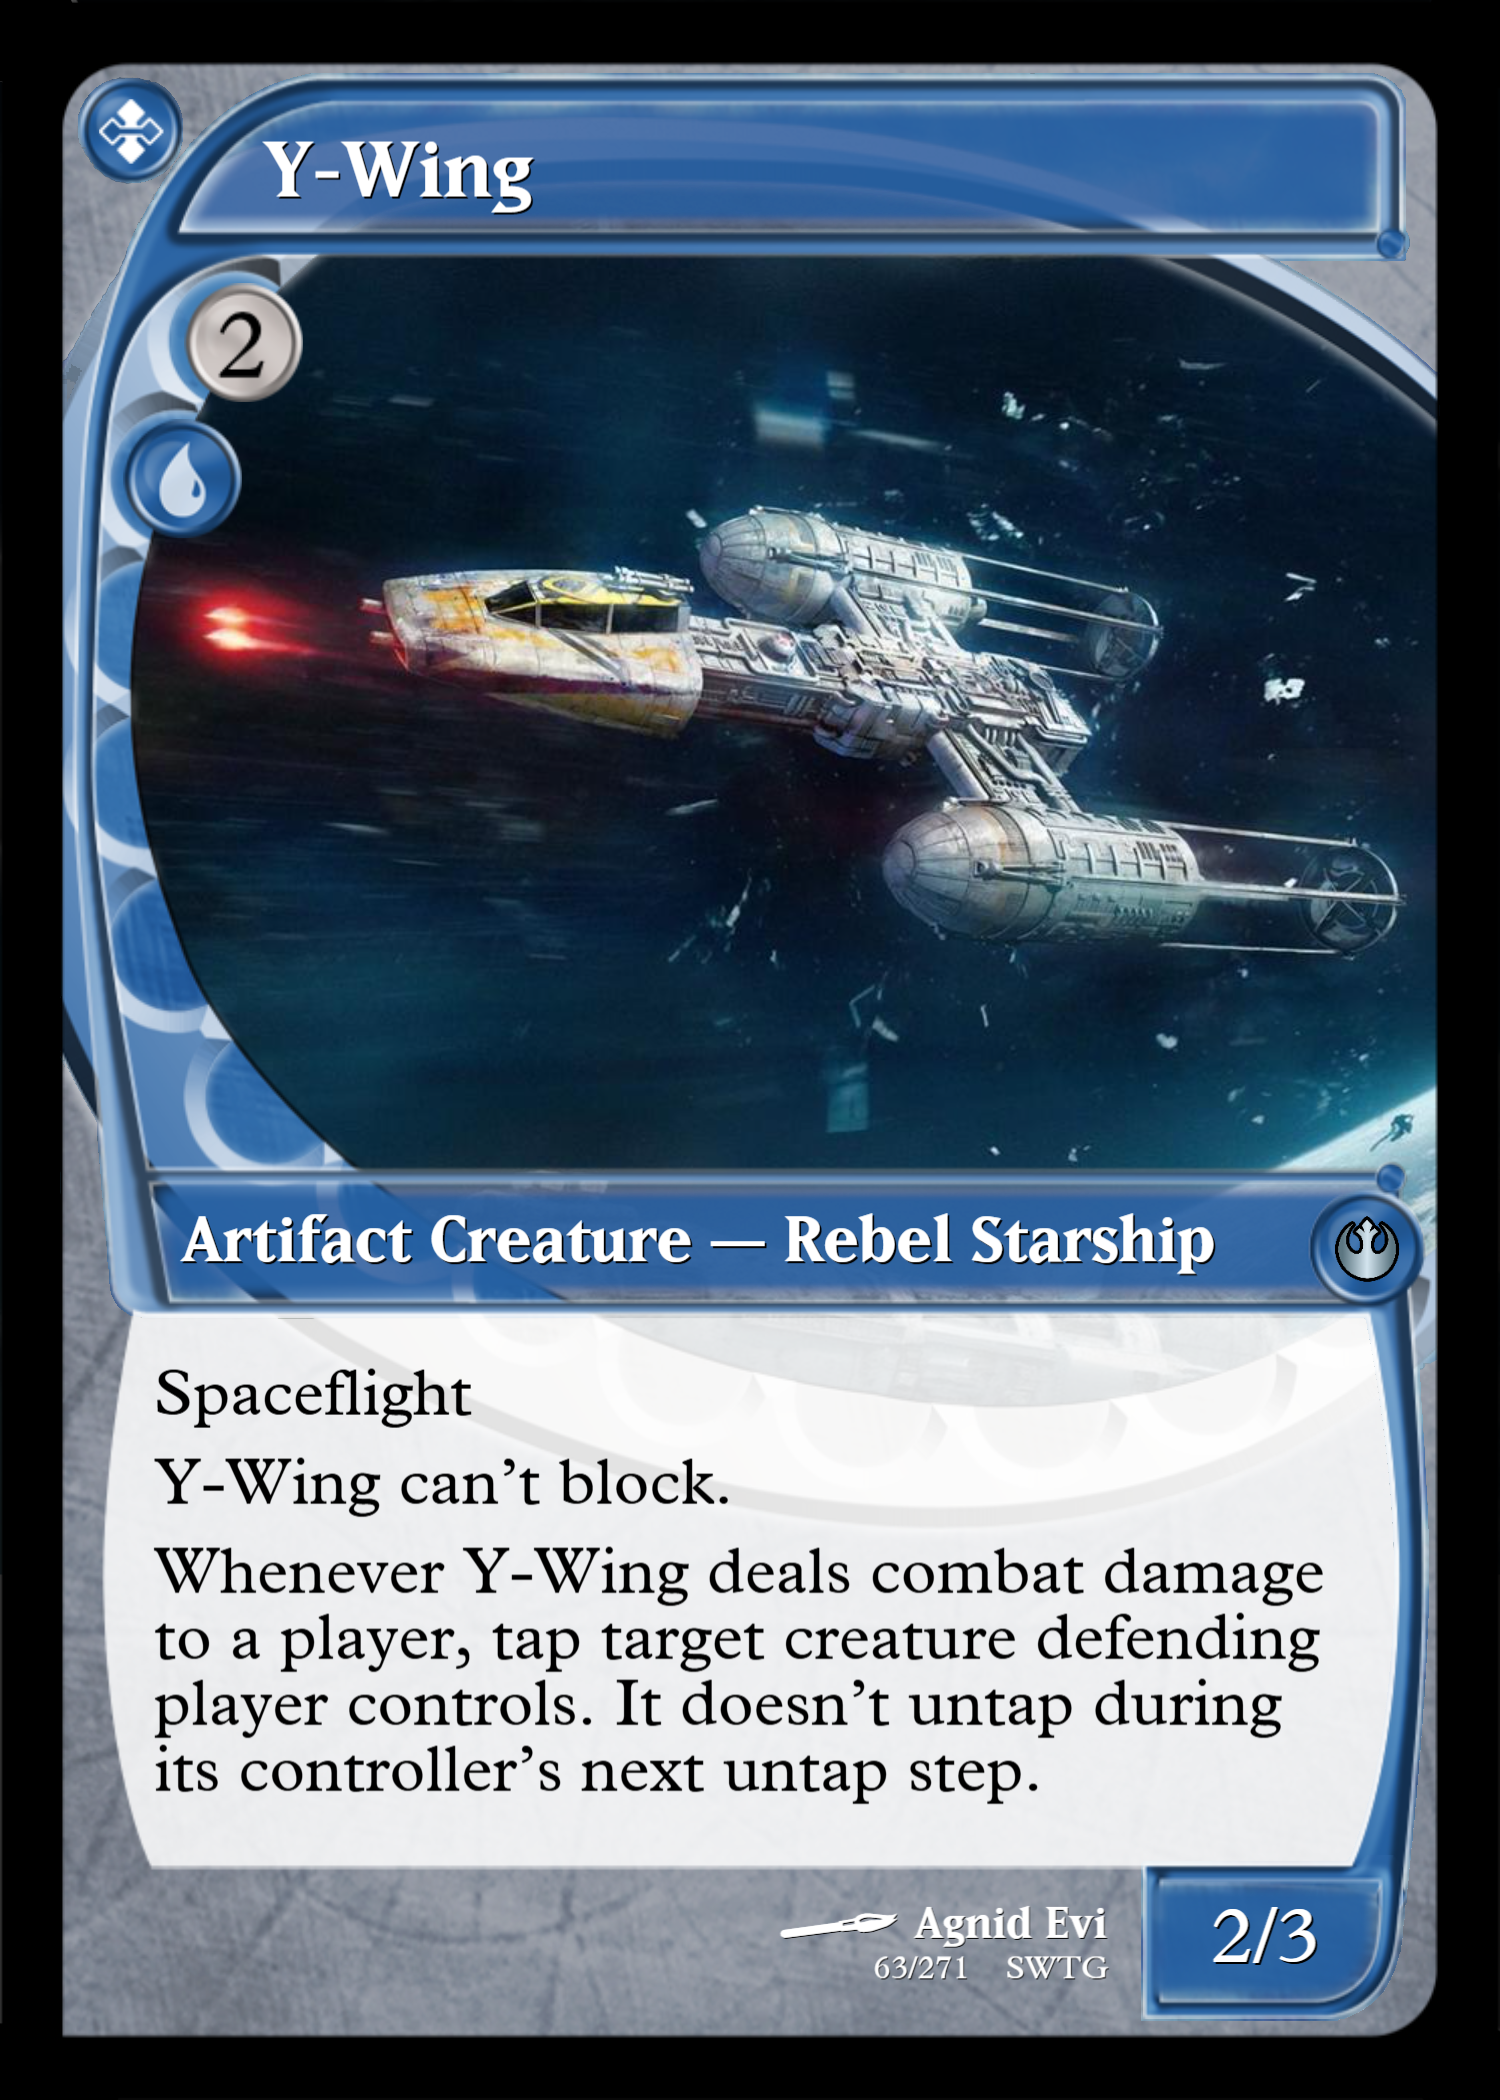 Y-Wing
2
Artifact Creature — Rebel Starship
Spaceflight
Y-Wing can't block.
Whenever Y-Wing deals combat damage
to a player, tap target creature defending
player controls. It doesn't untap during
its controller's next untap step.
Agnid Evi
63/271 SWTG
2/3